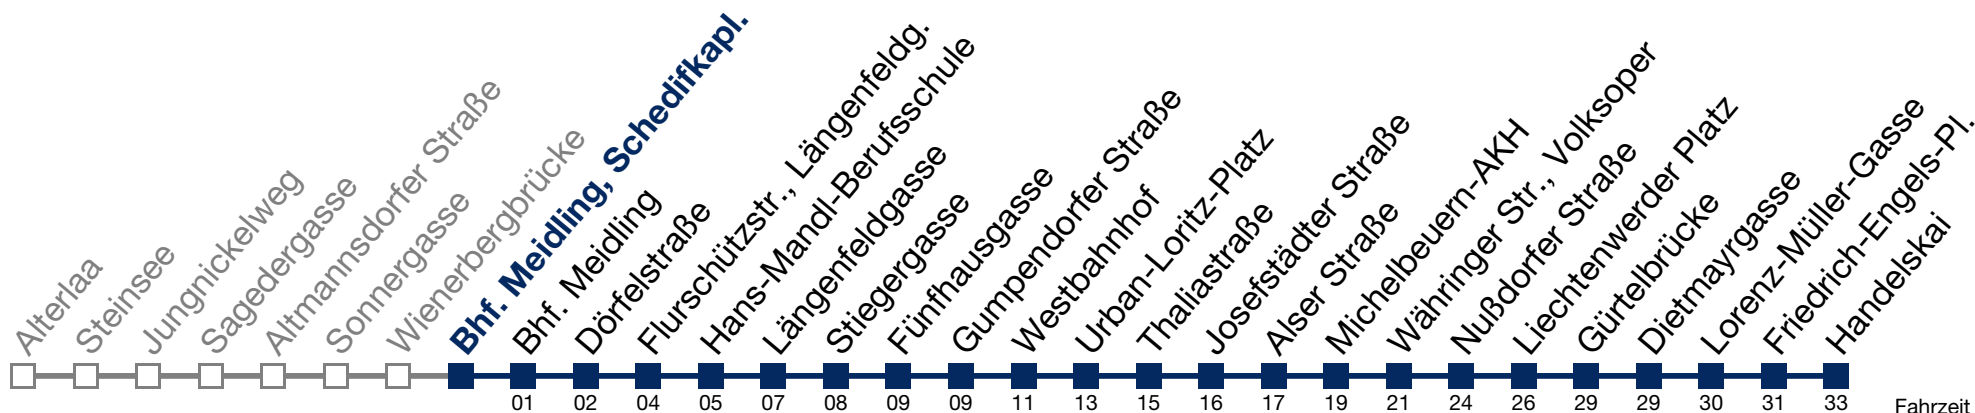 Alterlaa
Steinsee
Jungnickelweg
Sagedergasse
Altmannsdorfer Straße
Sonnergasse
Wienerbergbrücke
Bhf. Meidling, Schedifkapl.
Bhf. Meidling
Dörfelstraße
Flurschützstr., Längenfeldg.
Hans-Mandl-Berufsschule
Längenfeldgasse
Stiegergasse
Fünfhausgasse
Gumpendorfer Straße
Westbahnhof
Urban-Loritz-Platz
Thaliastraße
Josefstädter Straße
Alser Straße
Michelbeuern-AKH
Währinger Str., Volksoper
Nußdorfer Straße
Liechtenwerder Platz
Gürtelbrücke
Dietmayrgasse
Lorenz-Müller-Gasse
Friedrich-Engels-Pl.
Handelskai
01 02 04 05 07 08 09 09 11 13 15 16 17 19 21 24 26 29 29 30 31 33 Fahrzeit